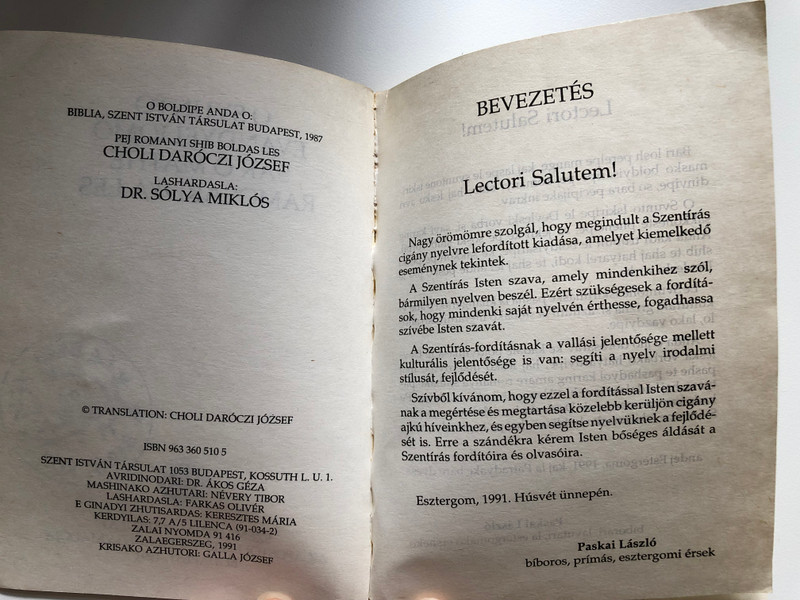 O BOLDIPE ANDA O:
BIBLIA, SZENT ISTVÁN TÁRSULAT BUDAPEST, 1987
PEJ ROMANYI SHIB BOLDAS LES
CHOLI DARÓCZI JÓZSEF
LASHARDASLA:
DR. SÓLYA MIKLÓS
© TRANSLATION: CHOLI DARÓCZI JÓZSEF
ISBN 963 360 510 5
SZENT ISTVÁN TÁRSULAT 1053 BUDAPEST, KOSSUTH L. U. 1.
AVRIDINODARI: DR. ÁKOS GÉZA
MASHINAKO AZHUTARI: NÉVERY TIBOR
LASHARDASLA: FARKAS OLIVÉR
E GINADYI ZHUTISARDAS: KERESZTES MÁRIA
KERDYILAS: 7,7 A/5 LILENCA (91-034-2)
ZALAI NYOMDA 91 416
ZALAEGERSZEG, 1991
KRISAKO AZHUTORI: GALLA JÓZSEF
BEVEZETÉS
Lectori Salutem!
Nagy örömömre szolgál, hogy megindult a Szentírás
cigány nyelvre lefordított kiadása, amelyet kiemelkedő
eseménynek tekintek.
A Szentírás Isten szava, amely mindenkihez szól,
bármilyen nyelven beszél. Ezért szükségesek a fordítá-
sok, hogy mindenki saját nyelvén érthesse, fogadhassa
szívébe Isten szavát.
A Szentírás-fordításnak a vallási jelentősége mellett
kulturális jelentősége is van: segíti a nyelv irodalmi
stílusát, fejlődését.
Szívből kívánom, hogy ezzel a fordítással Isten szavá-
nak a megértése és megtartása közelebb kerüljön cigány
ajkú híveinkhez, és egyben segítse nyelvüknek a fejlődé-
sét is. Erre a szándékra kérem Isten bőséges áldását a
Szentírás fordítóira és olvasóira.
Esztergom, 1991. Húsvét ünnepén.
Paskai László
bíboros, prímás, esztergomi érsek